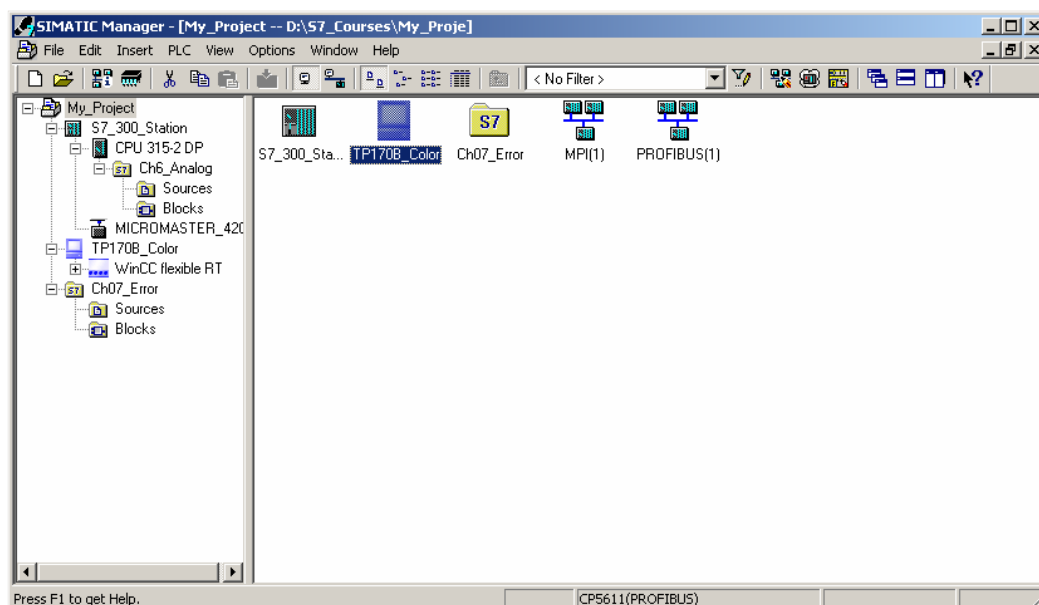 SIMATIC Manager - [My_Project -- D:\S7_Courses\My_Proje]
File Edit Insert PLC View Options Window Help
< No Filter >
My_Project
S7_300_Station
CPU 315-2 DP
Ch6_Analog
Sources
Blocks
MICROMASTER_420
TP170B_Color
WinCC flexible RT
Ch07_Error
Sources
Blocks
S7_300_Sta... TP170B_Color Ch07_Error MPI(1) PROFIBUS(1)
Press F1 to get Help. CP5611(PROFIBUS)